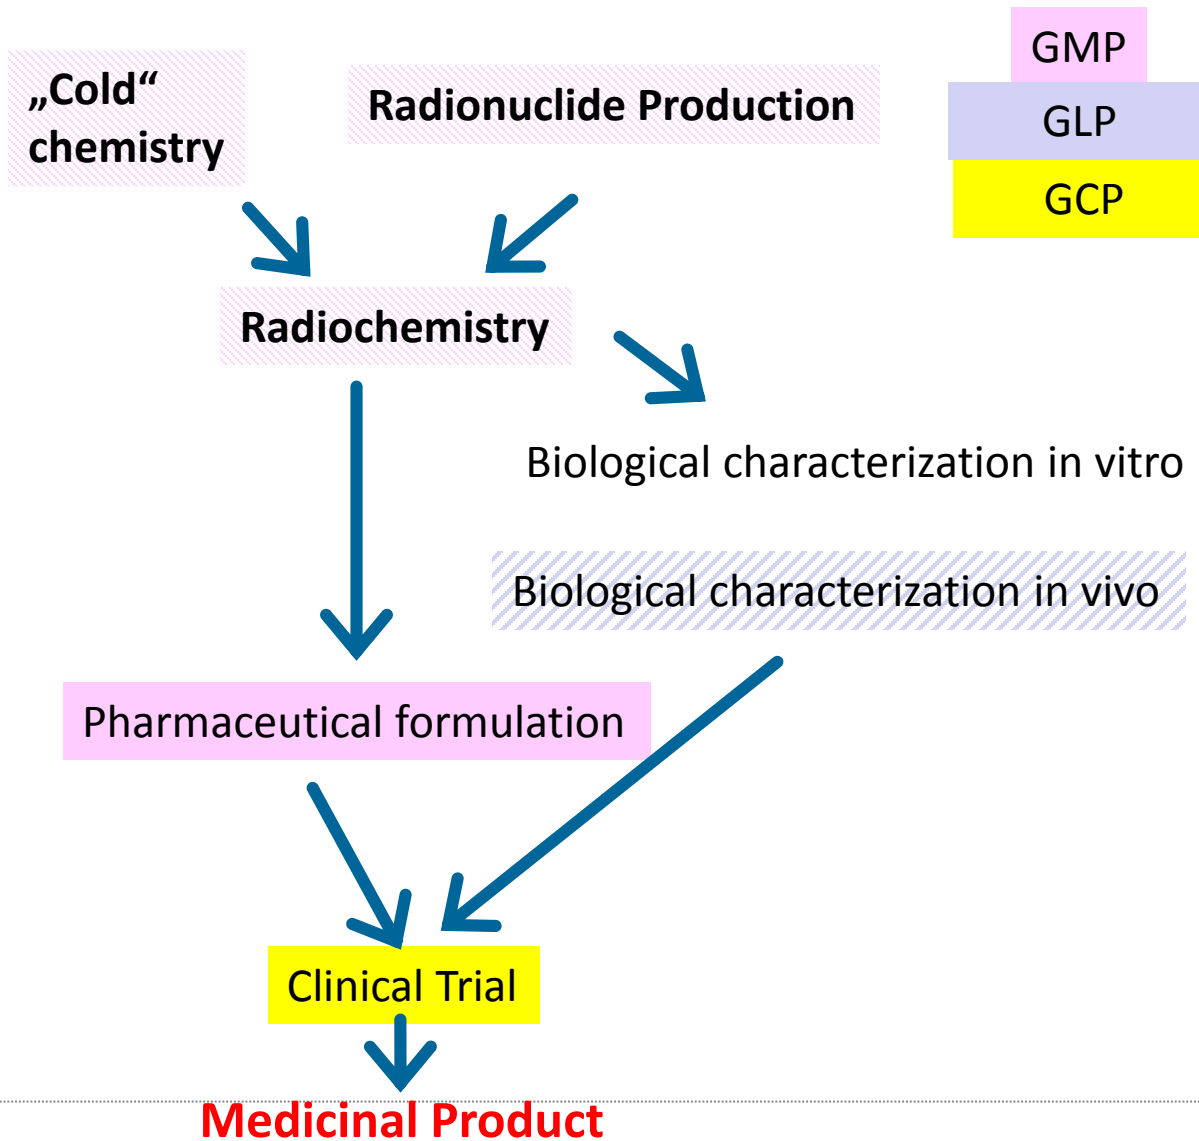 „Cold“
chemistry
Radionuclide Production
GMP
GLP
GCP
Radiochemistry
Biological characterization in vitro
Biological characterization in vivo
Pharmaceutical formulation
Clinical Trial
Medicinal Product